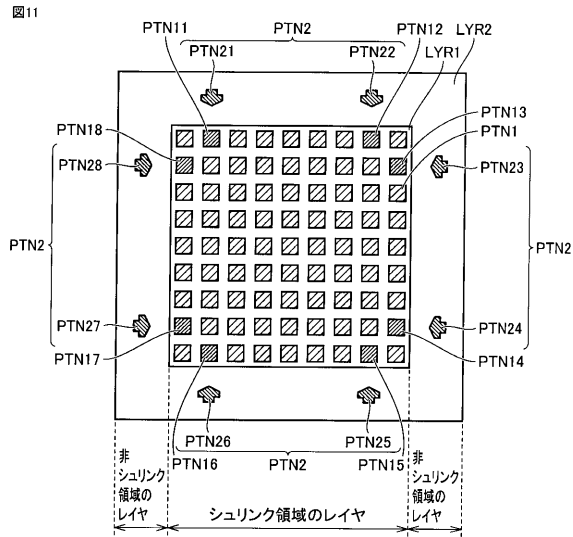 図11
PTN11
PTN2
PTN12
LYR2
PTN21
PTN22
LYR1
PTN18
PTN13
PTN1
PTN28
PTN23
PTN2
PTN2
PTN27
PTN24
PTN17
PTN14
PTN26
PTN25
PTN16
PTN2
PTN15
非
シュリンク
領域の
レイヤ
シュリンク領域のレイヤ
非
シュリンク
領域の
レイヤ